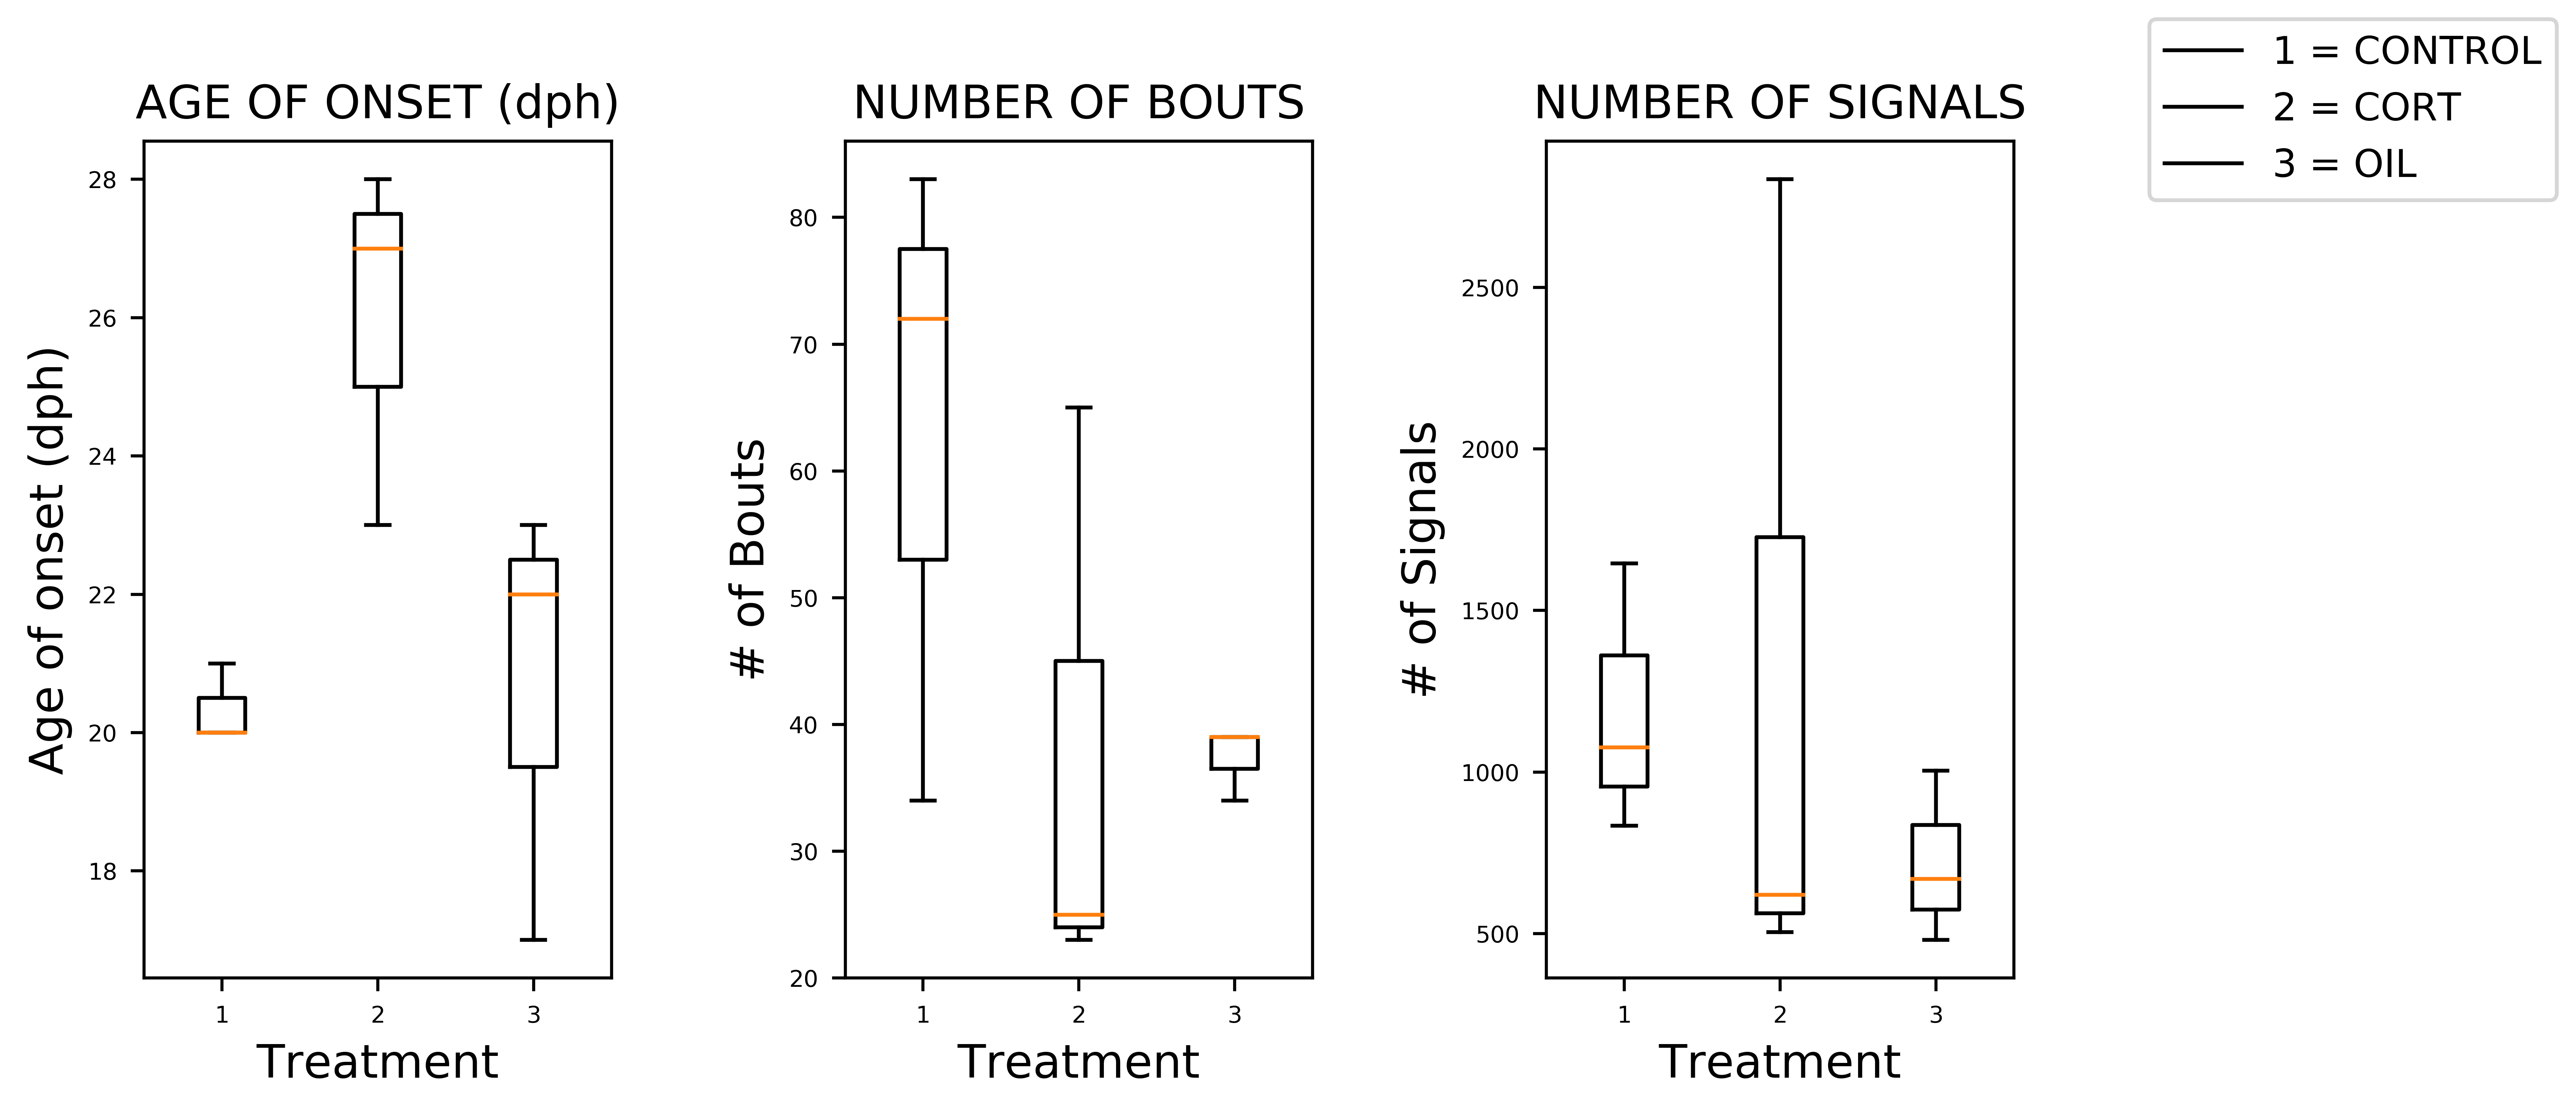 1 = CONTROL
2 = CORT
3 = OIL
AGE OF ONSET (dph)
28
26
24
22
20
18
Age of onset (dph)
1 2 3
Treatment
NUMBER OF BOUTS
80
70
60
50
40
30
20
# of Bouts
1 2 3
Treatment
NUMBER OF SIGNALS
2500
2000
1500
1000
500
# of Signals
1 2 3
Treatment